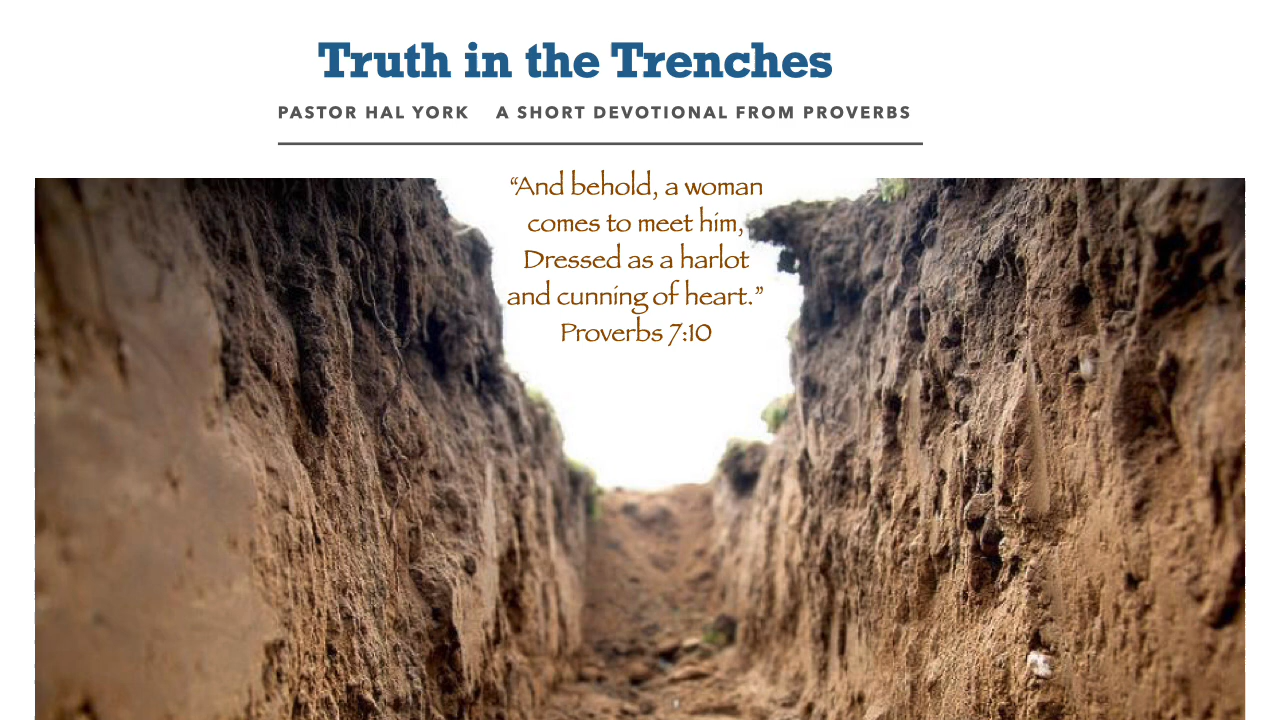 Truth in the Trenches
PASTOR HAL YORK A SHORT DEVOTIONAL FROM PROVERBS
“And behold, a woman
comes to meet him,
Dressed as a harlot
and cunning of heart.”
Proverbs 7:10